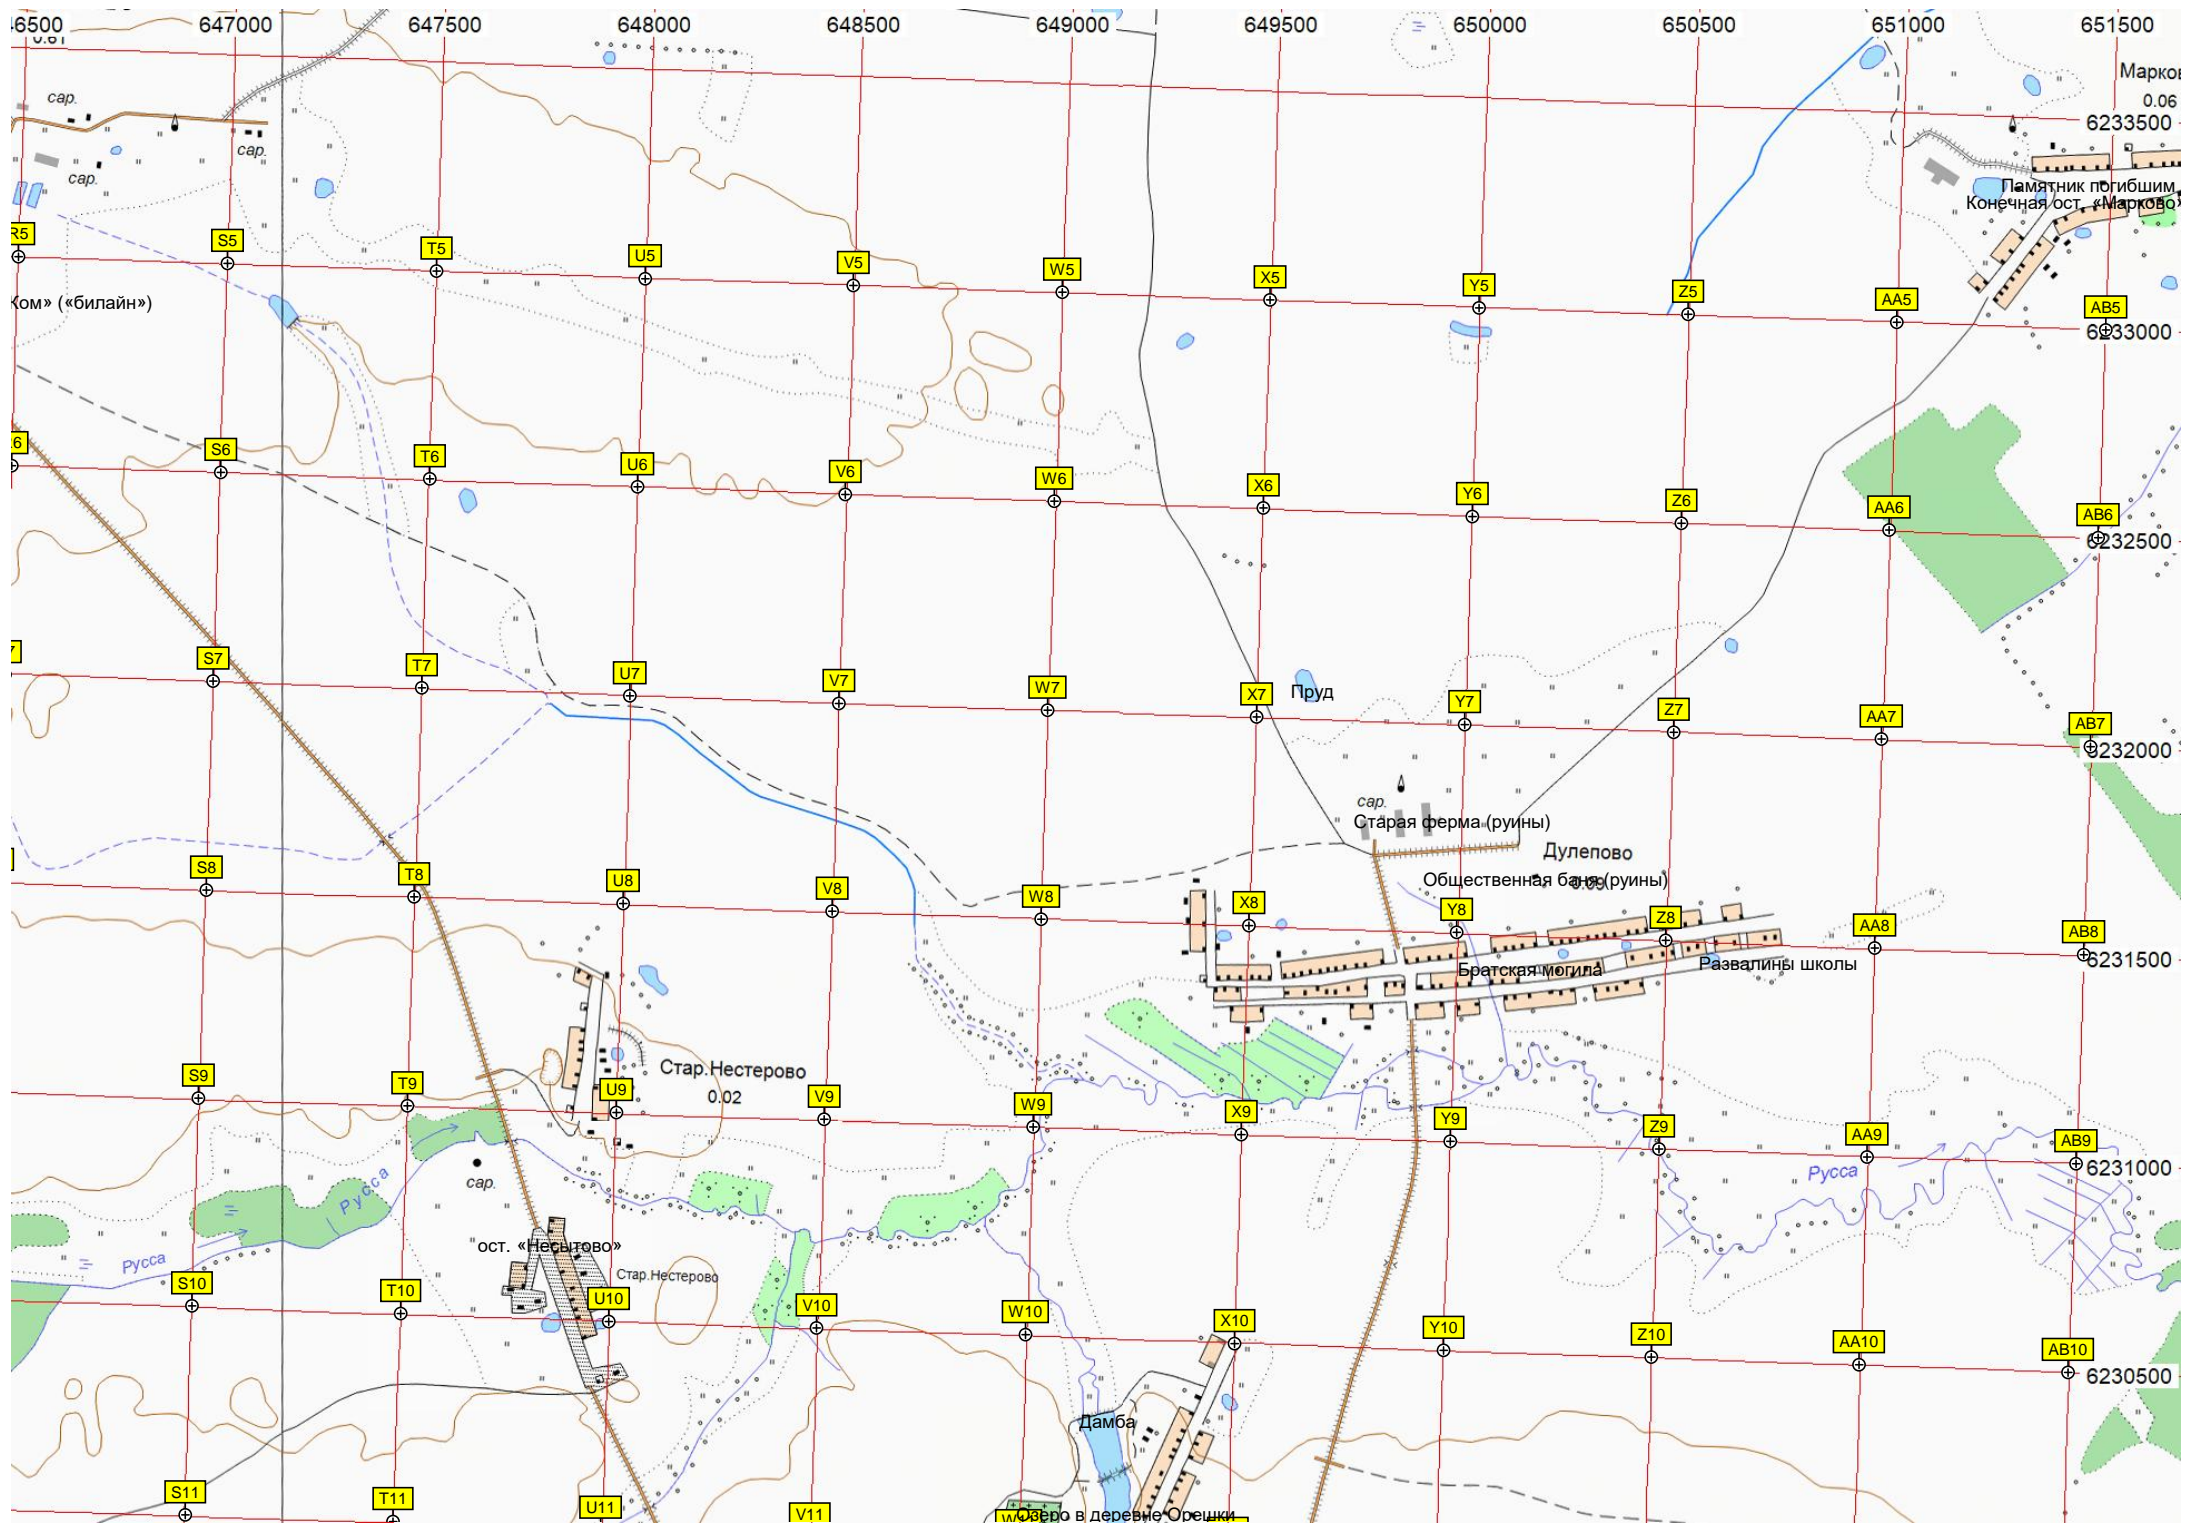 647000 647500 648000 648500 649000 649500 650000 650500 651000 651500
сар.
0.06
6233500
сар.
сар.
Памятник погибшим
Конечная ост. «Марково»
R5 S5 T5 U5 V5 W5 X5 Y5 Z5 AA5 AB5
Ком» («билайн»)
6233000
S6 T6 U6 V6 W6 X6 Y6 Z6 AA6 AB6
6232500
S7 T7 U7 V7 W7 X7 Y7 Z7 AA7 AB7
Пруд
6232000
сар.
Старая ферма (руины)
Дулепово
Общественная баня (руины)
S8 T8 U8 V8 W8 X8 Y8 Z8 AA8 AB8
6231500
Братская могила
Развалины школы
Стар.Нестерово
0.02
S9 T9 U9 V9 W9 X9 Y9 Z9 AA9 AB9
6231000
Русса
сар.
Русса
ост. «Несытово»
Русса
Стар.Нестерово
S10 T10 U10 V10 W10 X10 Y10 Z10 AA10 AB10
6230500
Дамба
S11 T11 U11 V11
Озеро в деревне Орешки